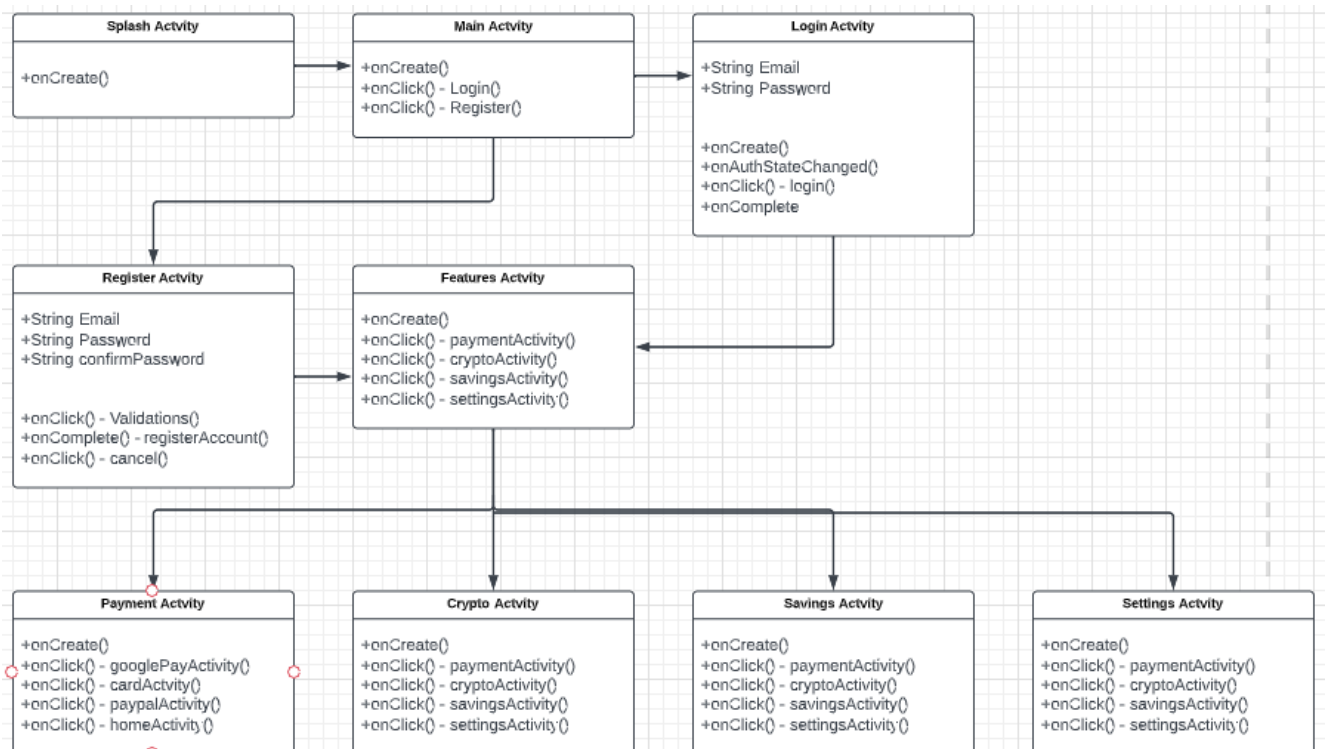 Splash Actvity
+onCreate()
Main Actvity
+onCreate()
+onClick() - Login()
+onClick() - Register()
Login Actvity
+String Email
+String Password
+onCreate()
+onAuthStateChanged()
+onClick() - login()
+onComplete
Register Actvity
+String Email
+String Password
+String confirmPassword
+onClick() - Validations()
+onComplete() - registerAccount()
+onClick() - cancel()
Features Actvity
+onCreate()
+onClick() - paymentActivity()
+onClick() - cryptoActivity()
+onClick() - savingsActivity()
+onClick() - settingsActivity()
Payment Actvity
+onCreate()
+onClick() - googlePayActivity()
+onClick() - cardActvity()
+onClick() - paypalActivity()
+onClick() - homeActivity()
Crypto Actvity
+onCreate()
+onClick() - paymentActivity()
+onClick() - cryptoActivity()
+onClick() - savingsActivity()
+onClick() - settingsActivity()
Savings Actvity
+onCreate()
+onClick() - paymentActivity()
+onClick() - cryptoActivity()
+onClick() - savingsActivity()
+onClick() - settingsActivity()
Settings Actvity
+onCreate()
+onClick() - paymentActivity()
+onClick() - cryptoActivity()
+onClick() - savingsActivity()
+onClick() - settingsActivity()